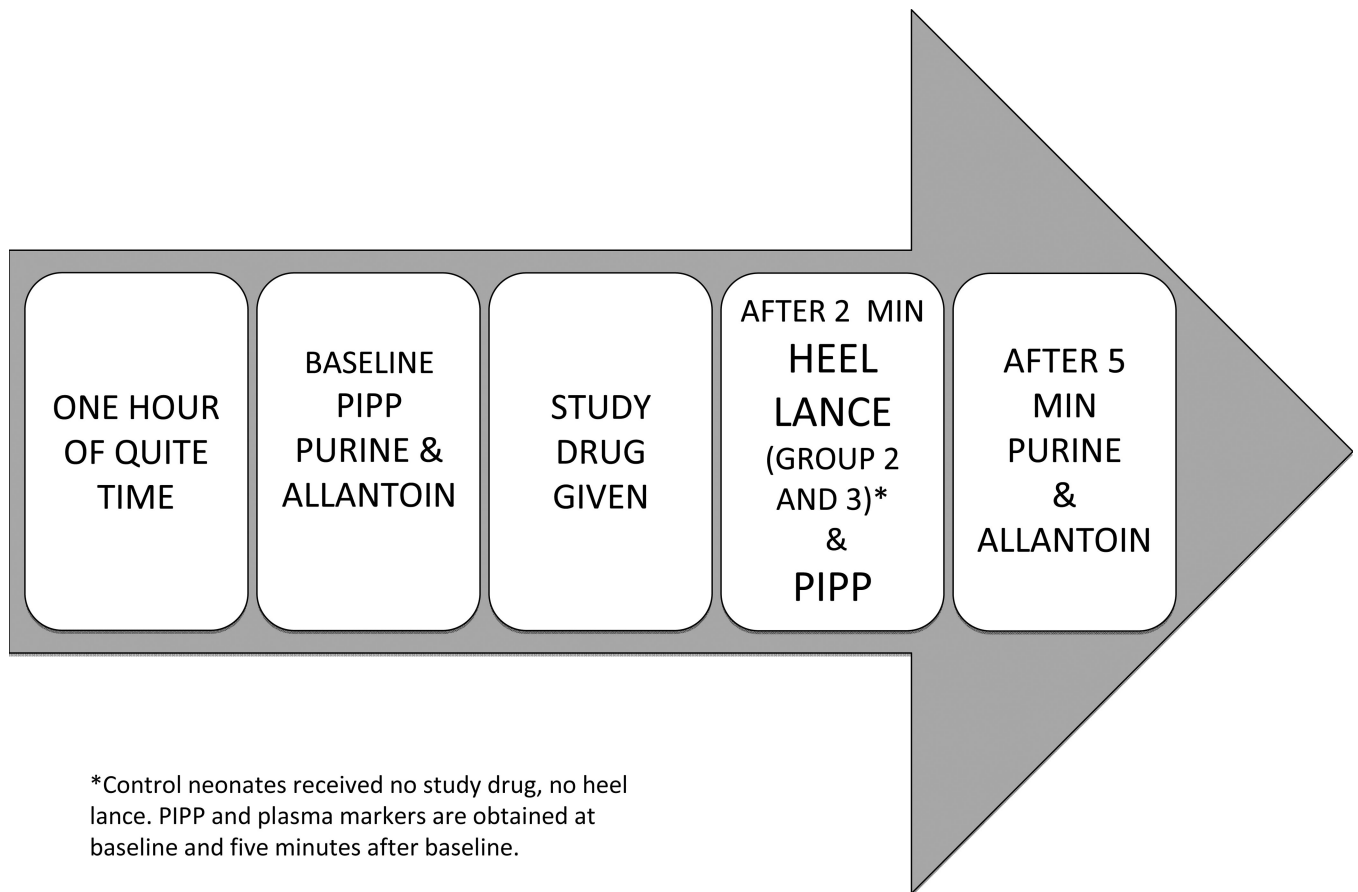 ONE HOUR
OF QUITE
TIME
BASELINE
PIPP
PURINE &
ALLANTOIN
STUDY
DRUG
GIVEN
AFTER 2 MIN
HEEL
LANCE
(GROUP 2
AND 3)*
&
PIPP
AFTER 5
MIN
PURINE
&
ALLANTOIN
*Control neonates received no study drug, no heel
lance. PIPP and plasma markers are obtained at
baseline and five minutes after baseline.